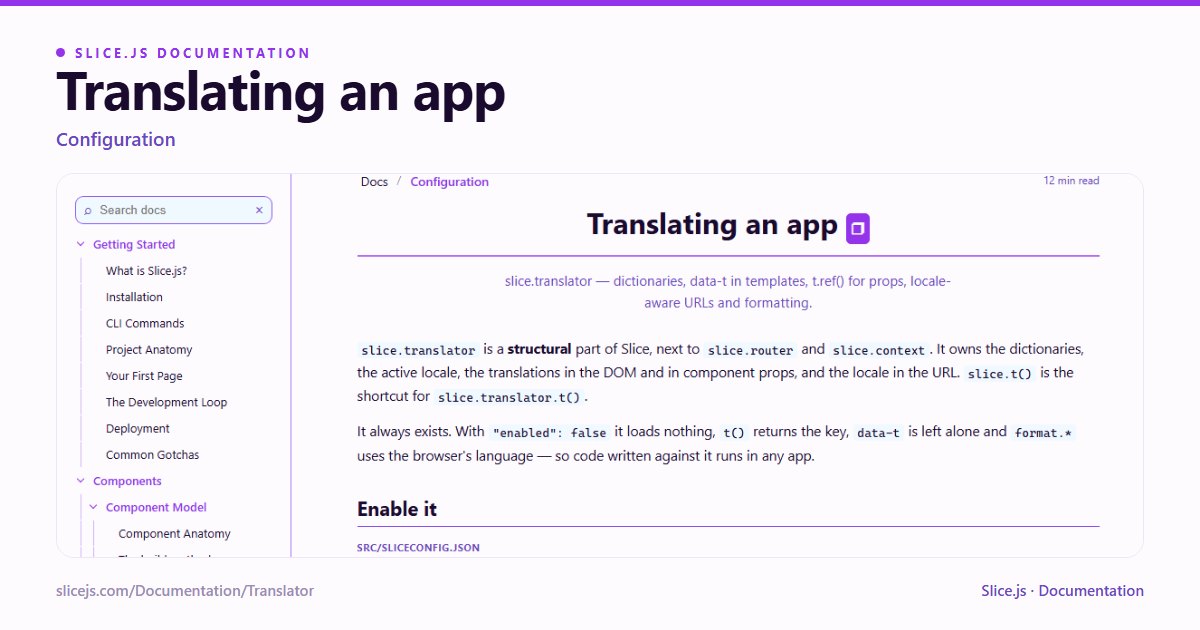 SLICE.JS DOCUMENTATION
Translating an app
Configuration
Search docs
Getting Started
What is Slice.js?
Installation
CLI Commands
Project Anatomy
Your First Page
The Development Loop
Deployment
Common Gotchas
Components
Component Model
Component Anatomy
Docs / Configuration
12 min read
Translating an app
slice.translator — dictionaries, data-t in templates, t.ref() for props, locale-
aware URLs and formatting.
slice.translator is a structural part of Slice, next to slice.router and slice.context. It owns the dictionaries,
the active locale, the translations in the DOM and in component props, and the locale in the URL. slice.t() is the
shortcut for slice.translator.t().
It always exists. With "enabled": false it loads nothing, t() returns the key, data-t is left alone and format.*
uses the browser's language — so code written against it runs in any app.
Enable it
SRC/SLICECONFIG.JSON
slicejs.com/Documentation/Translator
Slice.js · Documentation